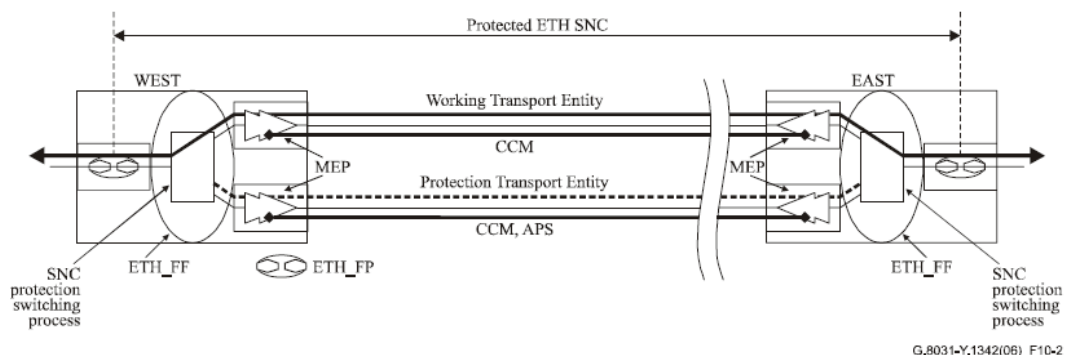 Protected ETH SNC
WEST
EAST
Working Transport Entity
CCM
MEP
MEP
Protection Transport Entity
CCM, APS
ETH_FF
ETH_FP
ETH_FF
SNC
protection
switching
process
SNC
protection
switching
process
G.8031-Y.1342(06)_F10-2